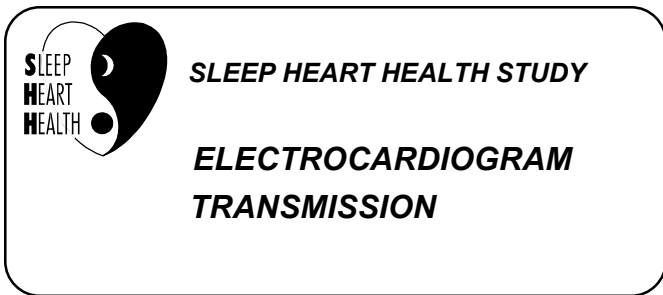 SLEEP
HEART
HEALTH
SLEEP HEART HEALTH STUDY
ELECTROCARDIOGRAM
TRANSMISSION